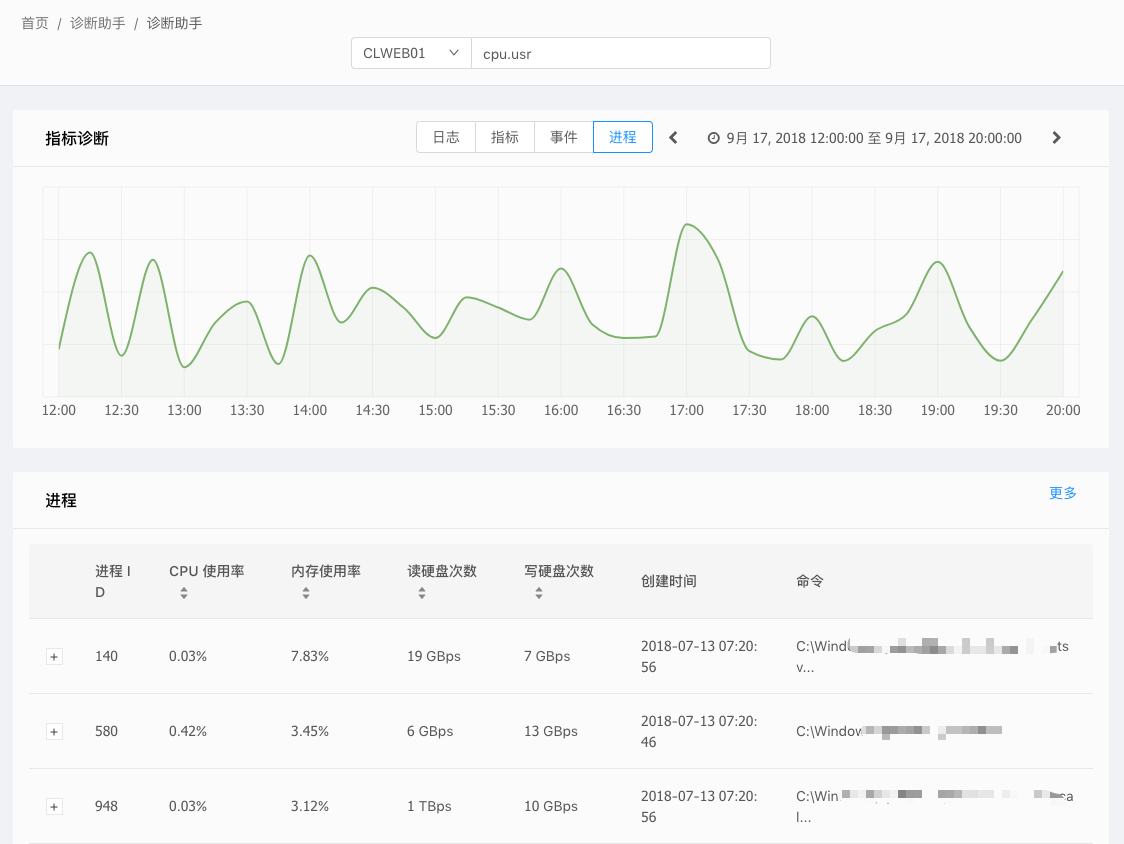 首页 / 诊断助手 / 诊断助手
CLWEB01 cpu.usr
指标诊断 日志 指标 事件 进程 9月 17, 2018 12:00:00 至 9月 17, 2018 20:00:00
12:00 12:30 13:00 13:30 14:00 14:30 15:00 15:30 16:00 16:30 17:00 17:30 18:00 18:30 19:00 19:30 20:00
进程 更多
进程 I
D
CPU 使用率
内存使用率
读硬盘次数
写硬盘次数
创建时间
命令
+ 140 0.03% 7.83% 19 GBps 7 GBps
2018-07-13 07:20:
56
C:\Wind ts
v...
+ 580 0.42% 3.45% 6 GBps 13 GBps
2018-07-13 07:20:
46
C:\Window
+ 948 0.03% 3.12% 1 TBps 10 GBps
2018-07-13 07:20:
56
C:\Win ca
l...